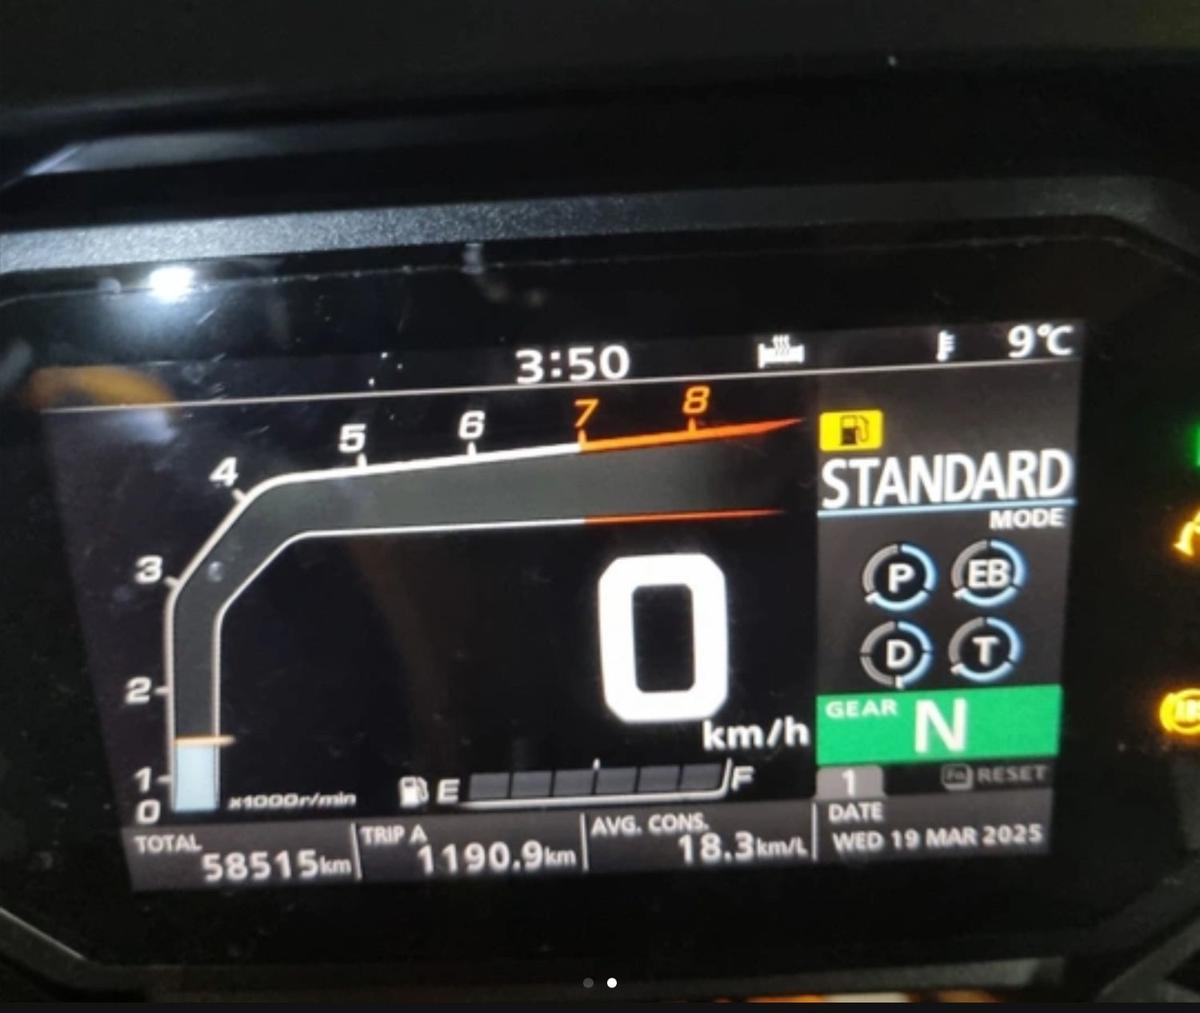 3:50
9℃
4 5 6 7 8
3
2
1
0
x1000r/min
STANDARD
MODE
P EB
D T
0
km/h
GEAR N
E F
1
RESET
TOTAL
58515km
TRIP A
1190.9km
AVG. CONS.
18.3km/L
DATE
WED 19 MAR 2025